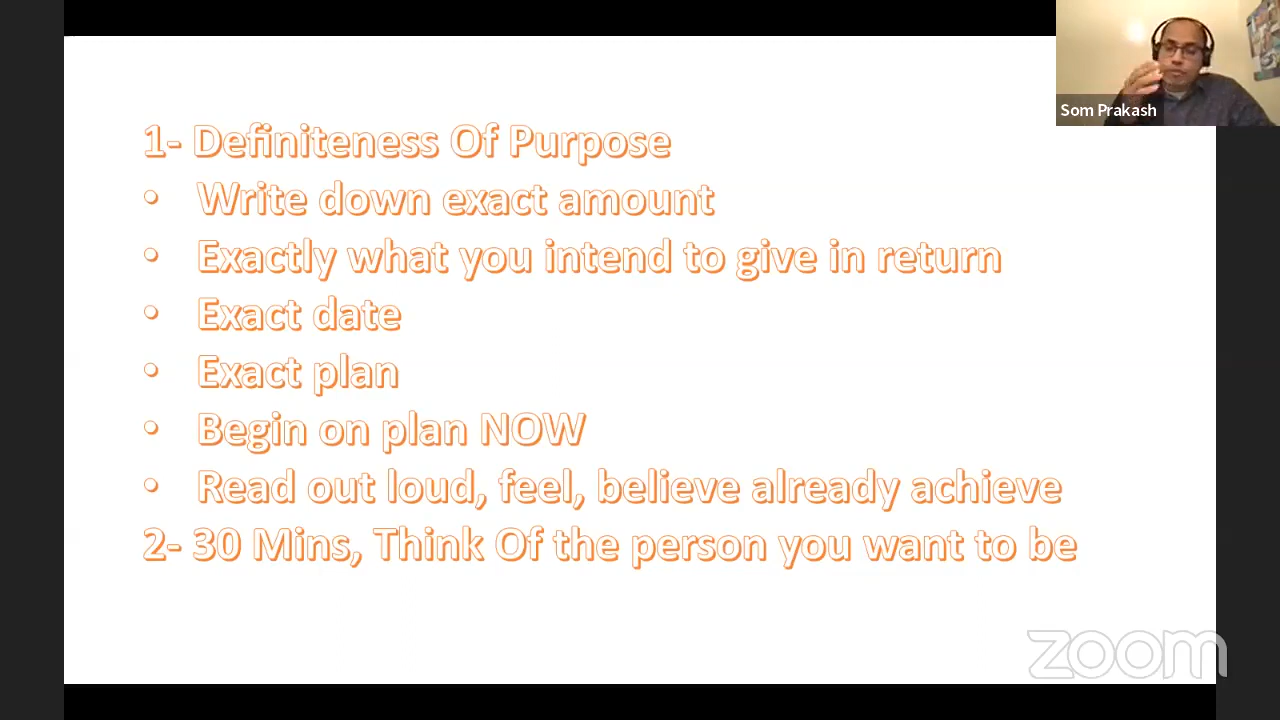 Som Prakash
1- Definiteness Of Purpose
• Write down exact amount
• Exactly what you intend to give in return
• Exact date
• Exact plan
• Begin on plan NOW
• Read out loud, feel, believe already achieve
2- 30 Mins, Think Of the person you want to be
zoom